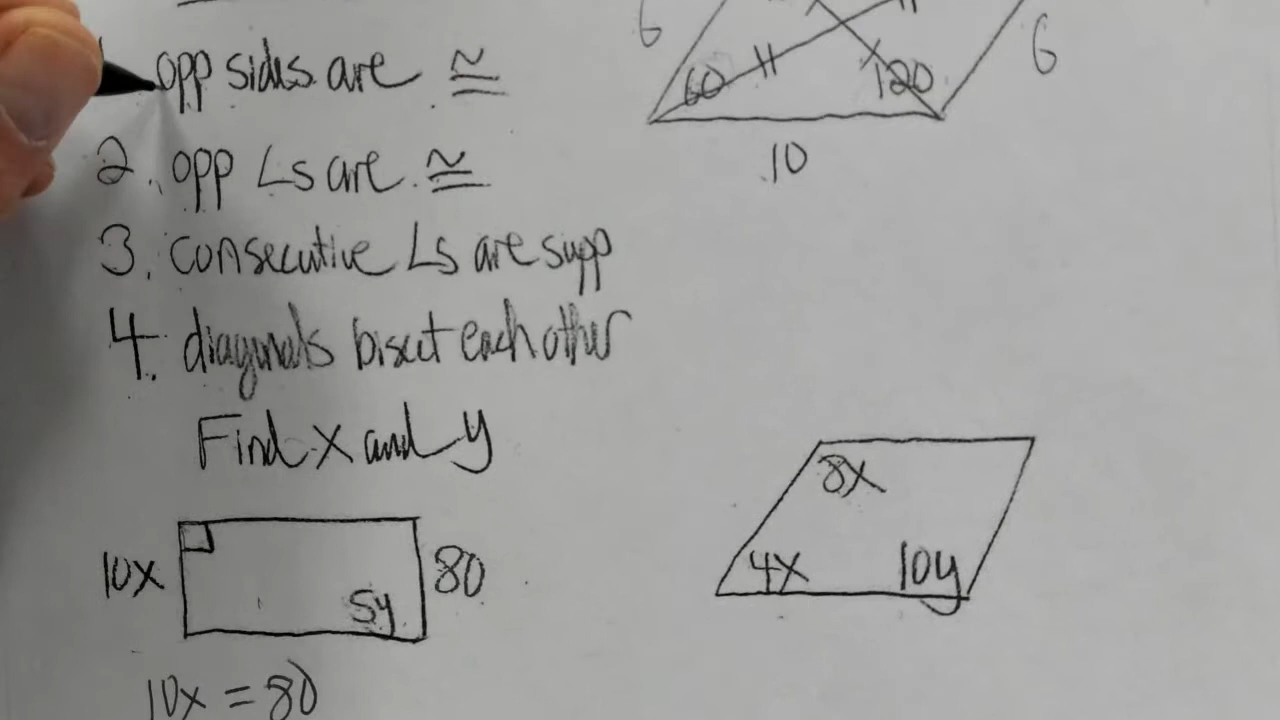 opp sides are ≅
2. opp ∠s are ≅
3. consecutive ∠s are supp
4. diagonals bisect each other
Find x and y
10x
5y
80
10x = 80
6
60
120
6
10
8x
4x
10y